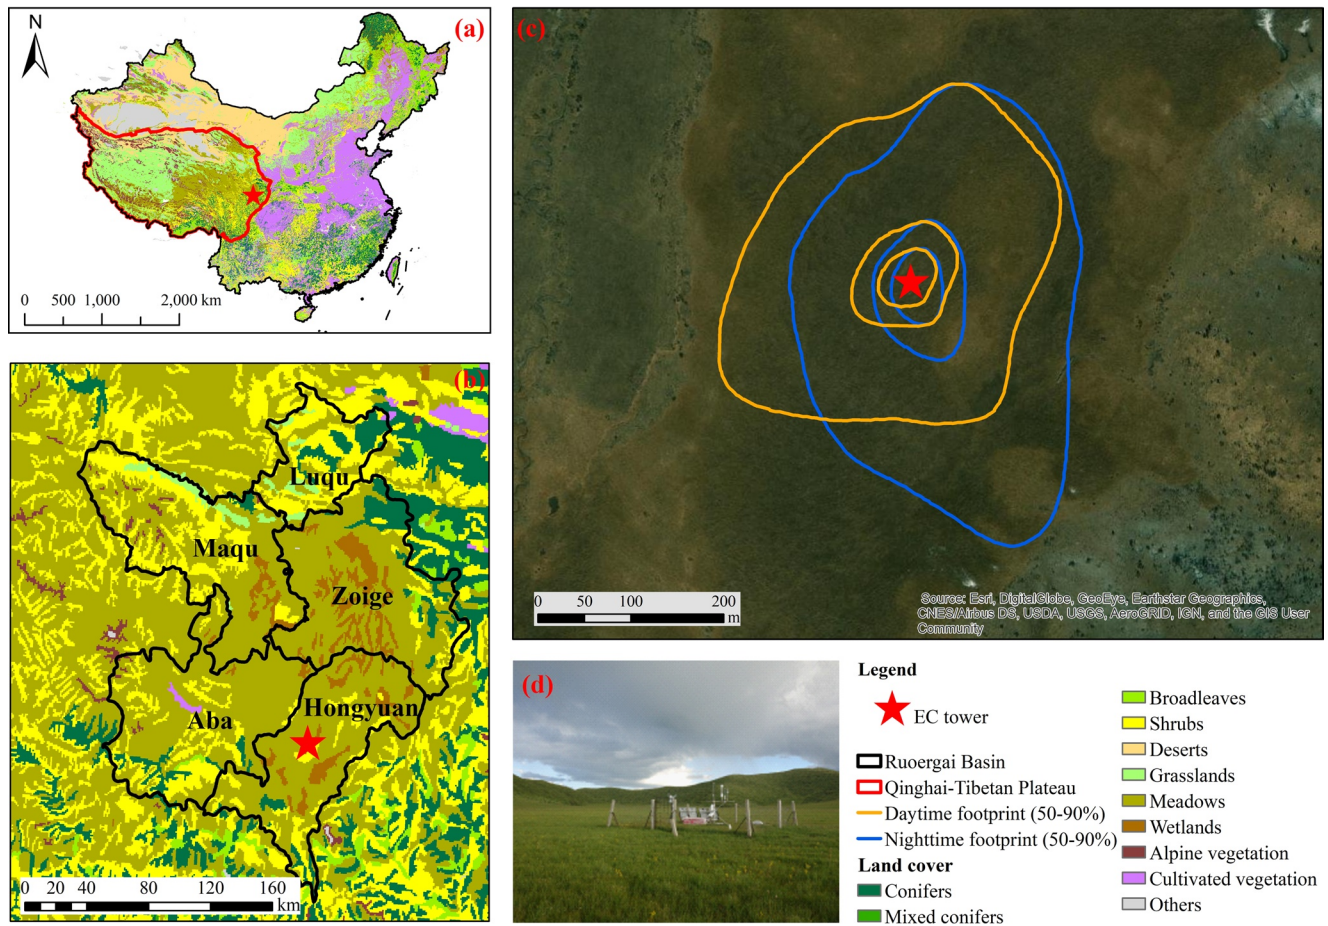 N
(a)
0 500 1,000 2,000 km
(b)
Luqu
Maqu
Zoige
Aba
Hongyuan
0 20 40 80 120 160
km
(c)
0 50 100 200
m
Source: Esri, DigitalGlobe, GeoEye, Earthstar Geographics,
CNES/Airbus DS, USDA, USGS, AeroGRID, IGN, and the GIS User
Community
(d)
Legend
EC tower
Ruoergai Basin
Qinghai-Tibetan Plateau
Daytime footprint (50-90%)
Nighttime footprint (50-90%)
Land cover
Conifers
Mixed conifers
Broadleaves
Shrubs
Deserts
Grasslands
Meadows
Wetlands
Alpine vegetation
Cultivated vegetation
Others